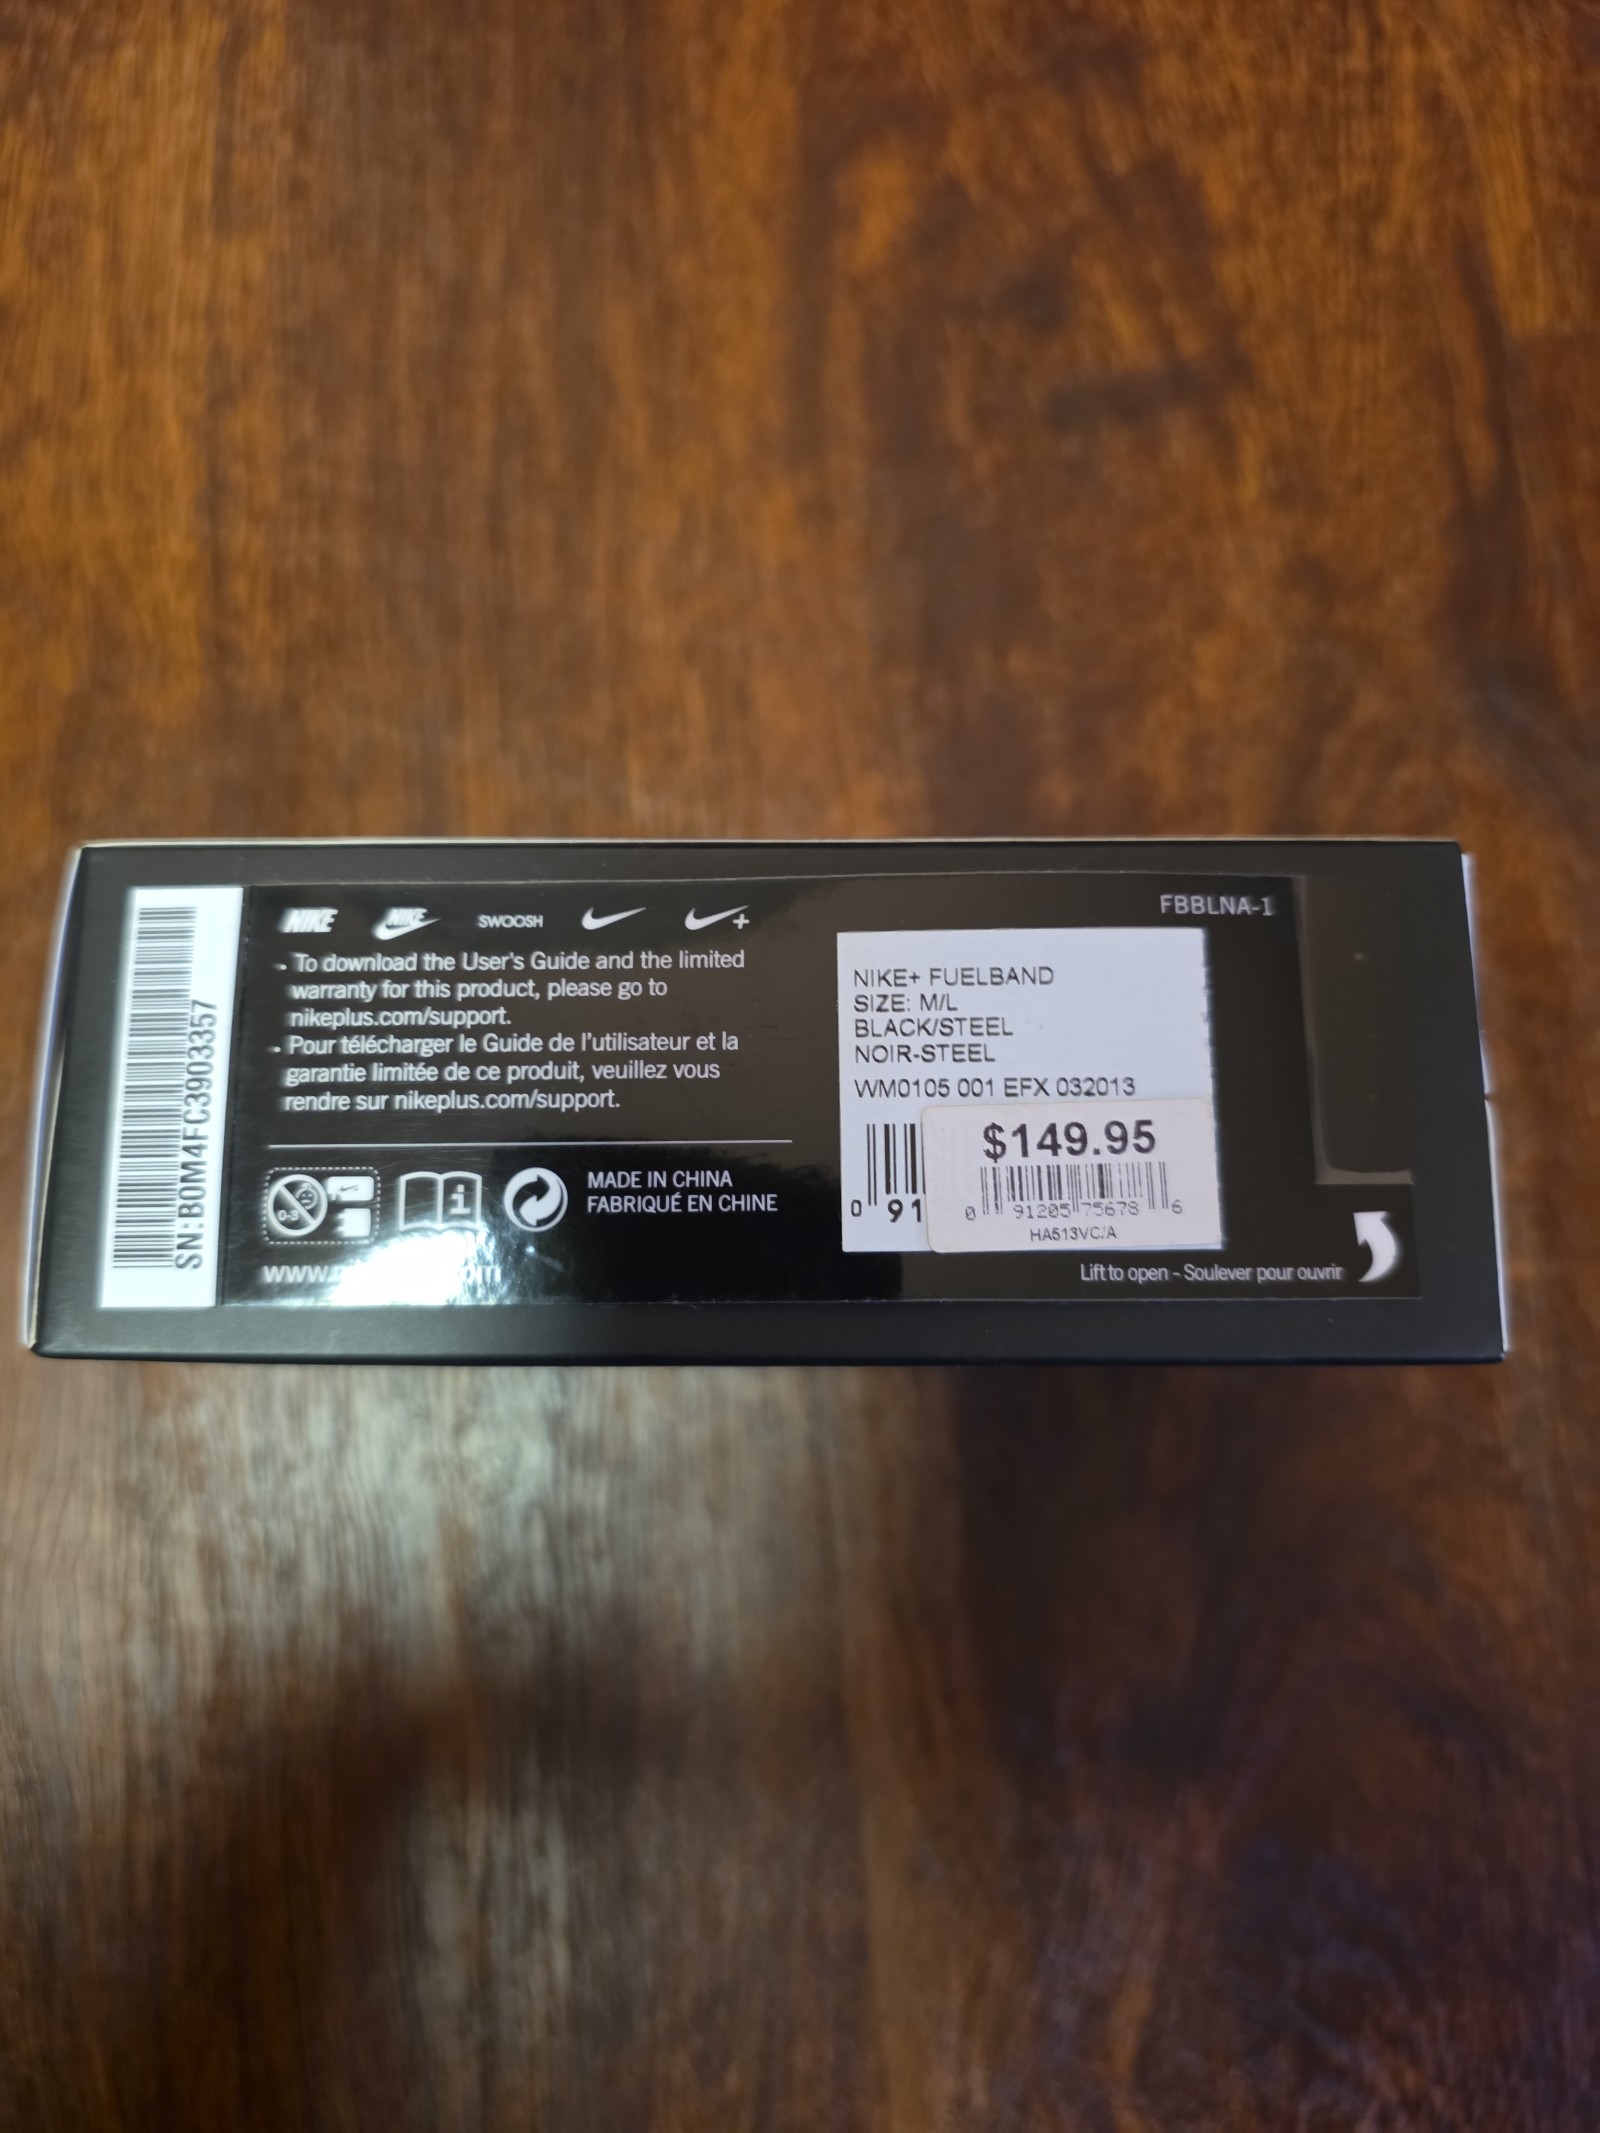 SN:B0M4FC3903357
NIKE NIKE SWOOSH +
FBBLNA-1
To download the User's Guide and the limited
warranty for this product, please go to
nikeplus.com/support.
Pour télécharger le Guide de l'utilisateur et la
garantie limitée de ce produit, veuillez vous
rendre sur nikeplus.com/support.
0-3
i
MADE IN CHINA
FABRIQUÉ EN CHINE
NIKE+ FUELBAND
SIZE: M/L
BLACK/STEEL
NOIR-STEEL
WM0105 001 EFX 032013
0 91
$149.95
0 91205 75678 6
HA513VC/A
Lift to open - Soulever pour ouvrir